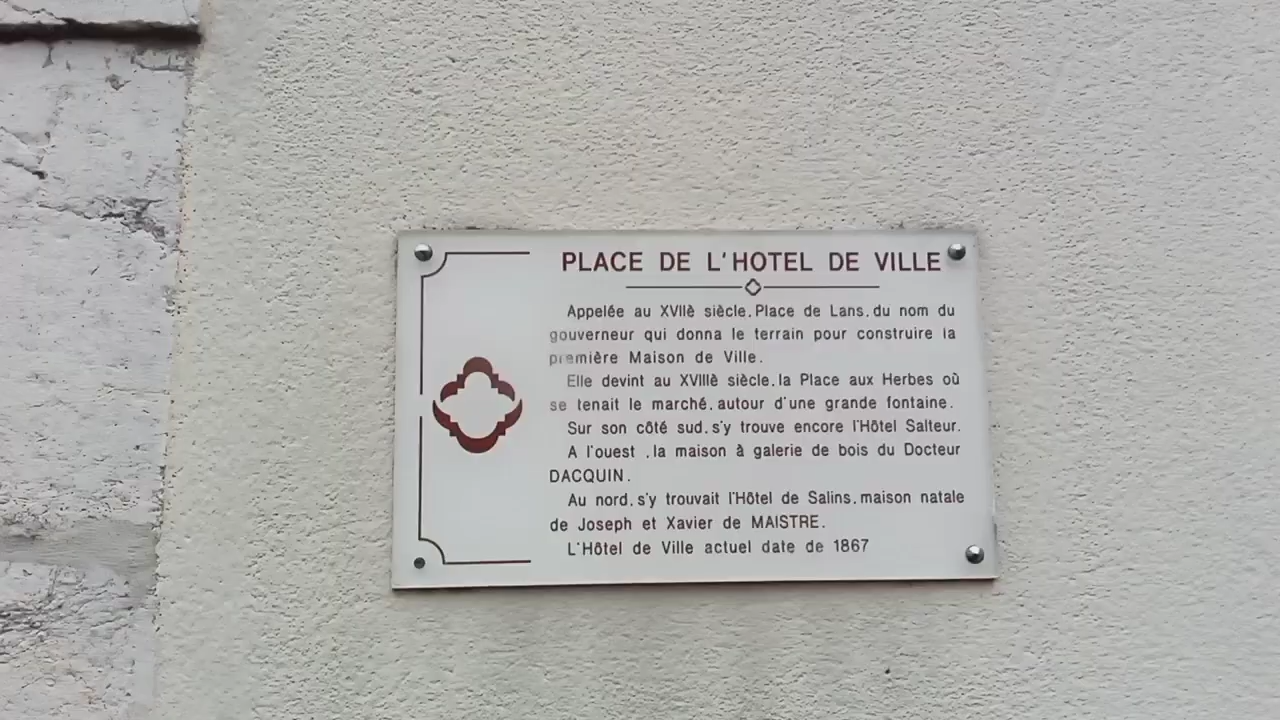 PLACE DE L'HOTEL DE VILLE
Appelée au XVIIè siècle, Place de Lans, du nom du
gouverneur qui donna le terrain pour construire la
première Maison de Ville.
Elle devint au XVIIIè siècle, la Place aux Herbes où
se tenait le marché, autour d'une grande fontaine.
Sur son côté sud, s'y trouve encore l'Hôtel Salteur.
A l'ouest , la maison à galerie de bois du Docteur
DACQUIN.
Au nord, s'y trouvait l'Hôtel de Salins, maison natale
de Joseph et Xavier de MAISTRE.
L'Hôtel de Ville actuel date de 1867